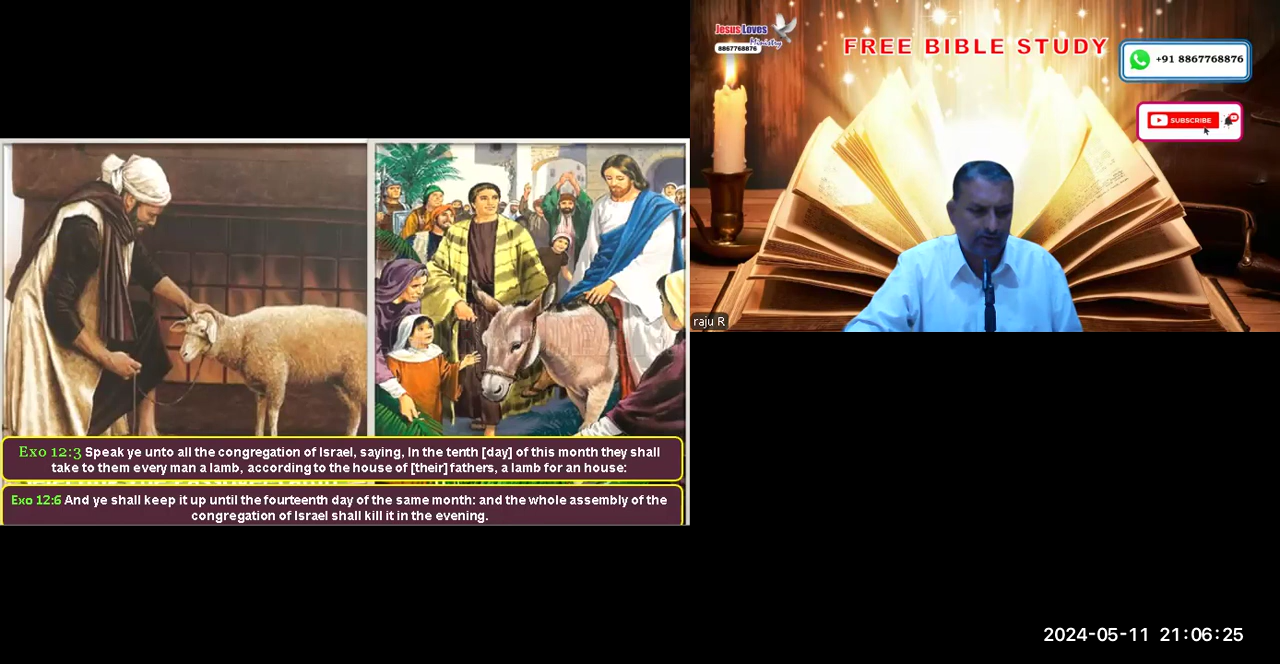 Exo 12:3 Speak ye unto all the congregation of Israel, saying, In the tenth [day] of this month they shall
take to them every man a lamb, according to the house of [their] fathers, a lamb for an house:
Exo 12:6 And ye shall keep it up until the fourteenth day of the same month: and the whole assembly of the
congregation of Israel shall kill it in the evening.
Jesus Loves
Ministry
8867768876
FREE BIBLE STUDY
+91 8867768876
SUBSCRIBE
raju R
2024-05-11 21:06:25